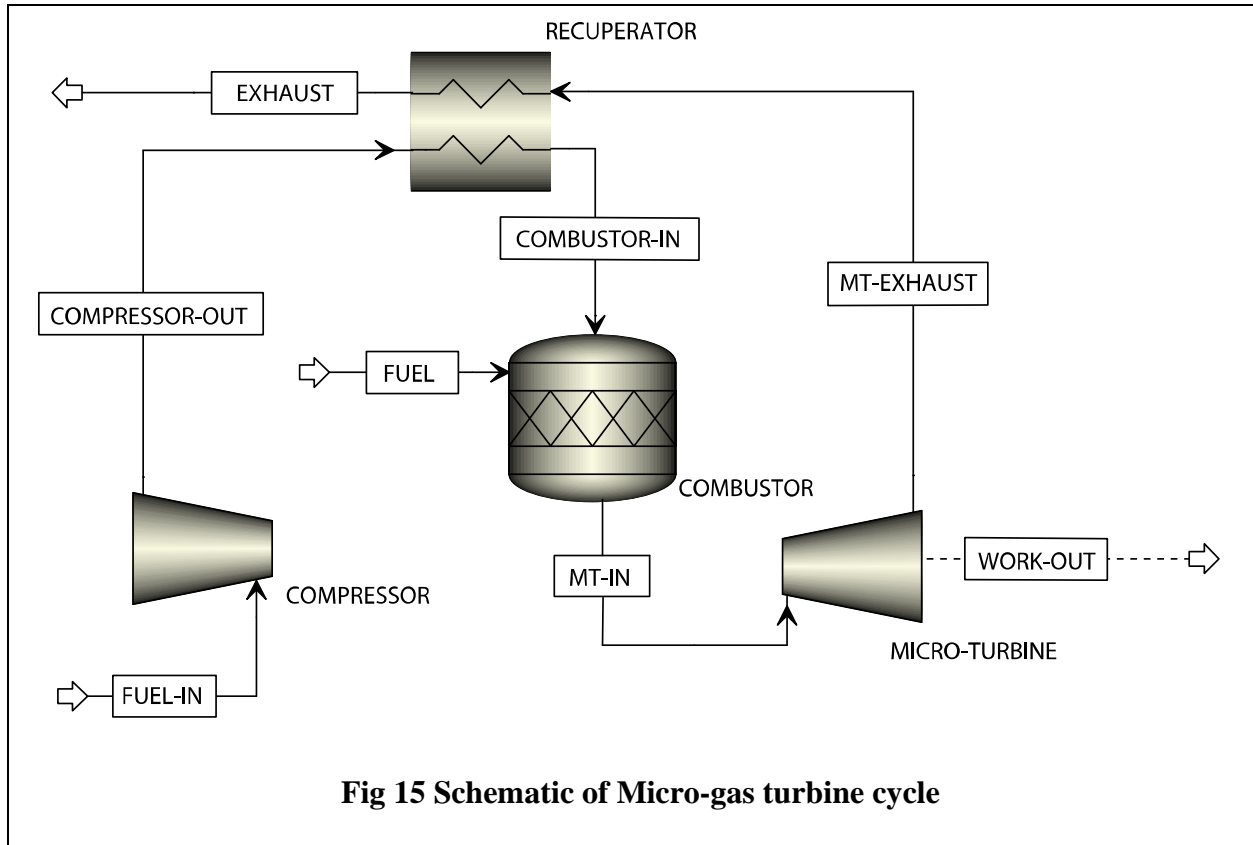 RECUPERATOR
EXHAUST
COMBUSTOR-IN
MT-EXHAUST
COMPRESSOR-OUT
FUEL
COMBUSTOR
WORK-OUT
MT-IN
COMPRESSOR
MICRO-TURBINE
FUEL-IN
Fig 15 Schematic of Micro-gas turbine cycle